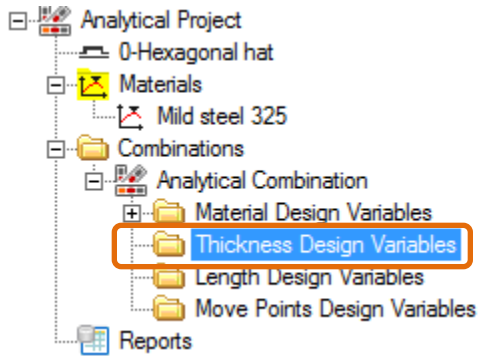 Analytical Project
0-Hexagonal hat
Materials
Mild steel 325
Combinations
Analytical Combination
Material Design Variables
Thickness Design Variables
Length Design Variables
Move Points Design Variables
Reports